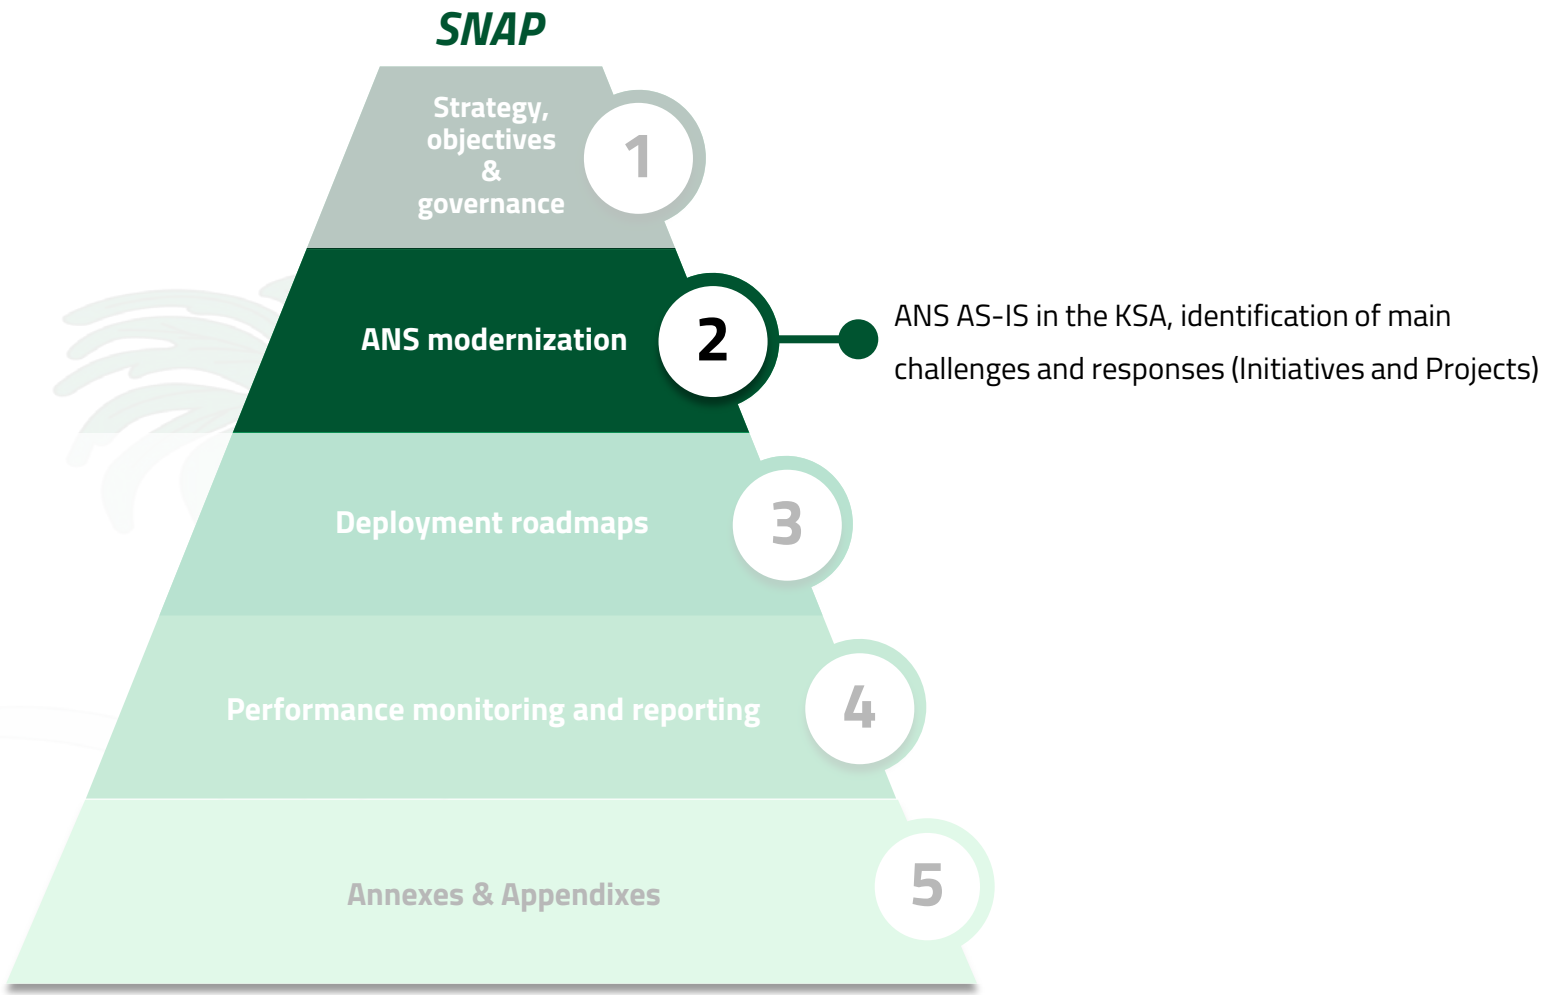 SNAP
Strategy,
objectives
&
governance
1
ANS modernization
2
ANS AS-IS in the KSA, identification of main
challenges and responses (Initiatives and Projects)
Deployment roadmaps
3
Performance monitoring and reporting
4
Annexes & Appendixes
5